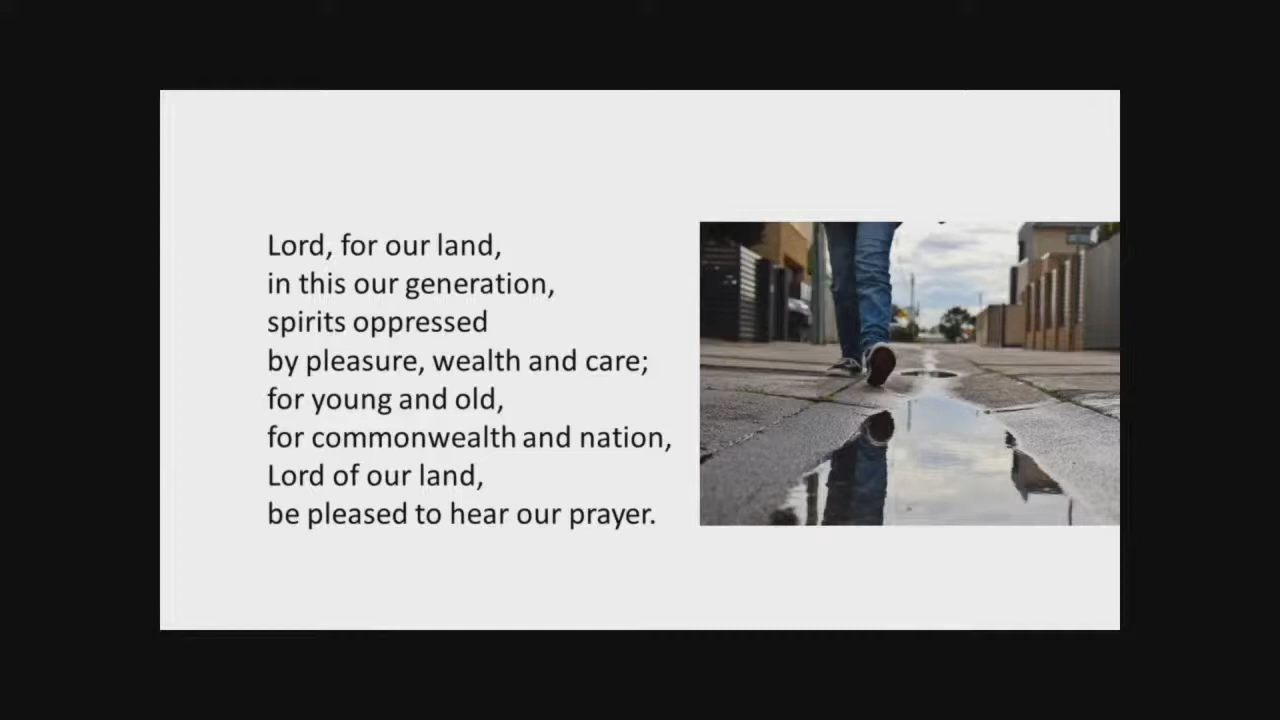 Lord, for our land,
in this our generation,
spirits oppressed
by pleasure, wealth and care;
for young and old,
for commonwealth and nation,
Lord of our land,
be pleased to hear our prayer.